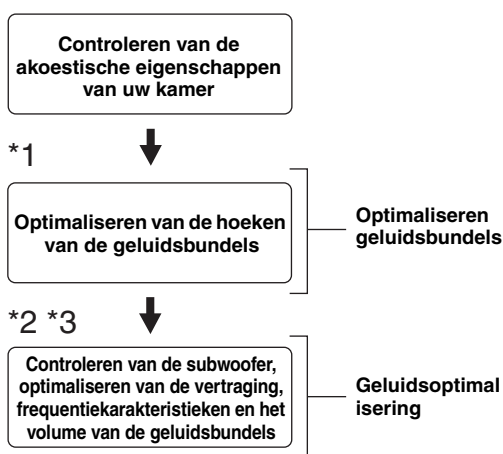 Controleren van de
akoestische eigenschappen
van uw kamer
*1
Optimaliseren van de hoeken
van de geluidsbundels
Optimaliseren
geluidsbundels
*2 *3
Controleren van de subwoofer,
optimaliseren van de vertraging,
frequentiekarakteristieken en het
volume van de geluidsbundels
Geluidsoptimal
isering